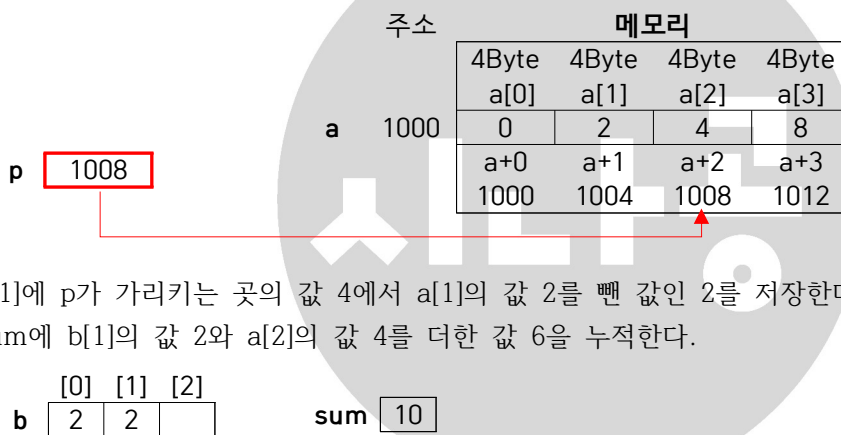 주소 메모리
4Byte 4Byte 4Byte 4Byte
a[0] a[1] a[2] a[3]
a 1000 0 2 4 8
p 1008 a+0 a+1 a+2 a+3
1000 1004 1008 1012
1]에 p가 가리키는 곳의 값 4에서 a[1]의 값 2를 뺀 값인 2를 저장한다
um에 b[1]의 값 2와 a[2]의 값 4를 더한 값 6을 누적한다.
[0] [1] [2]
b 2 2 sum 10